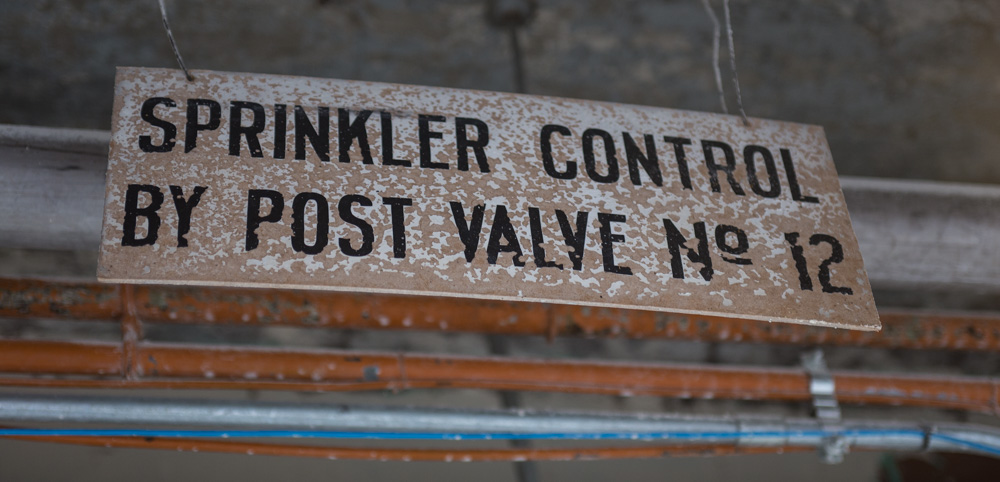 SPRINKLER CONTROL
BY POST VALVE Nº 12